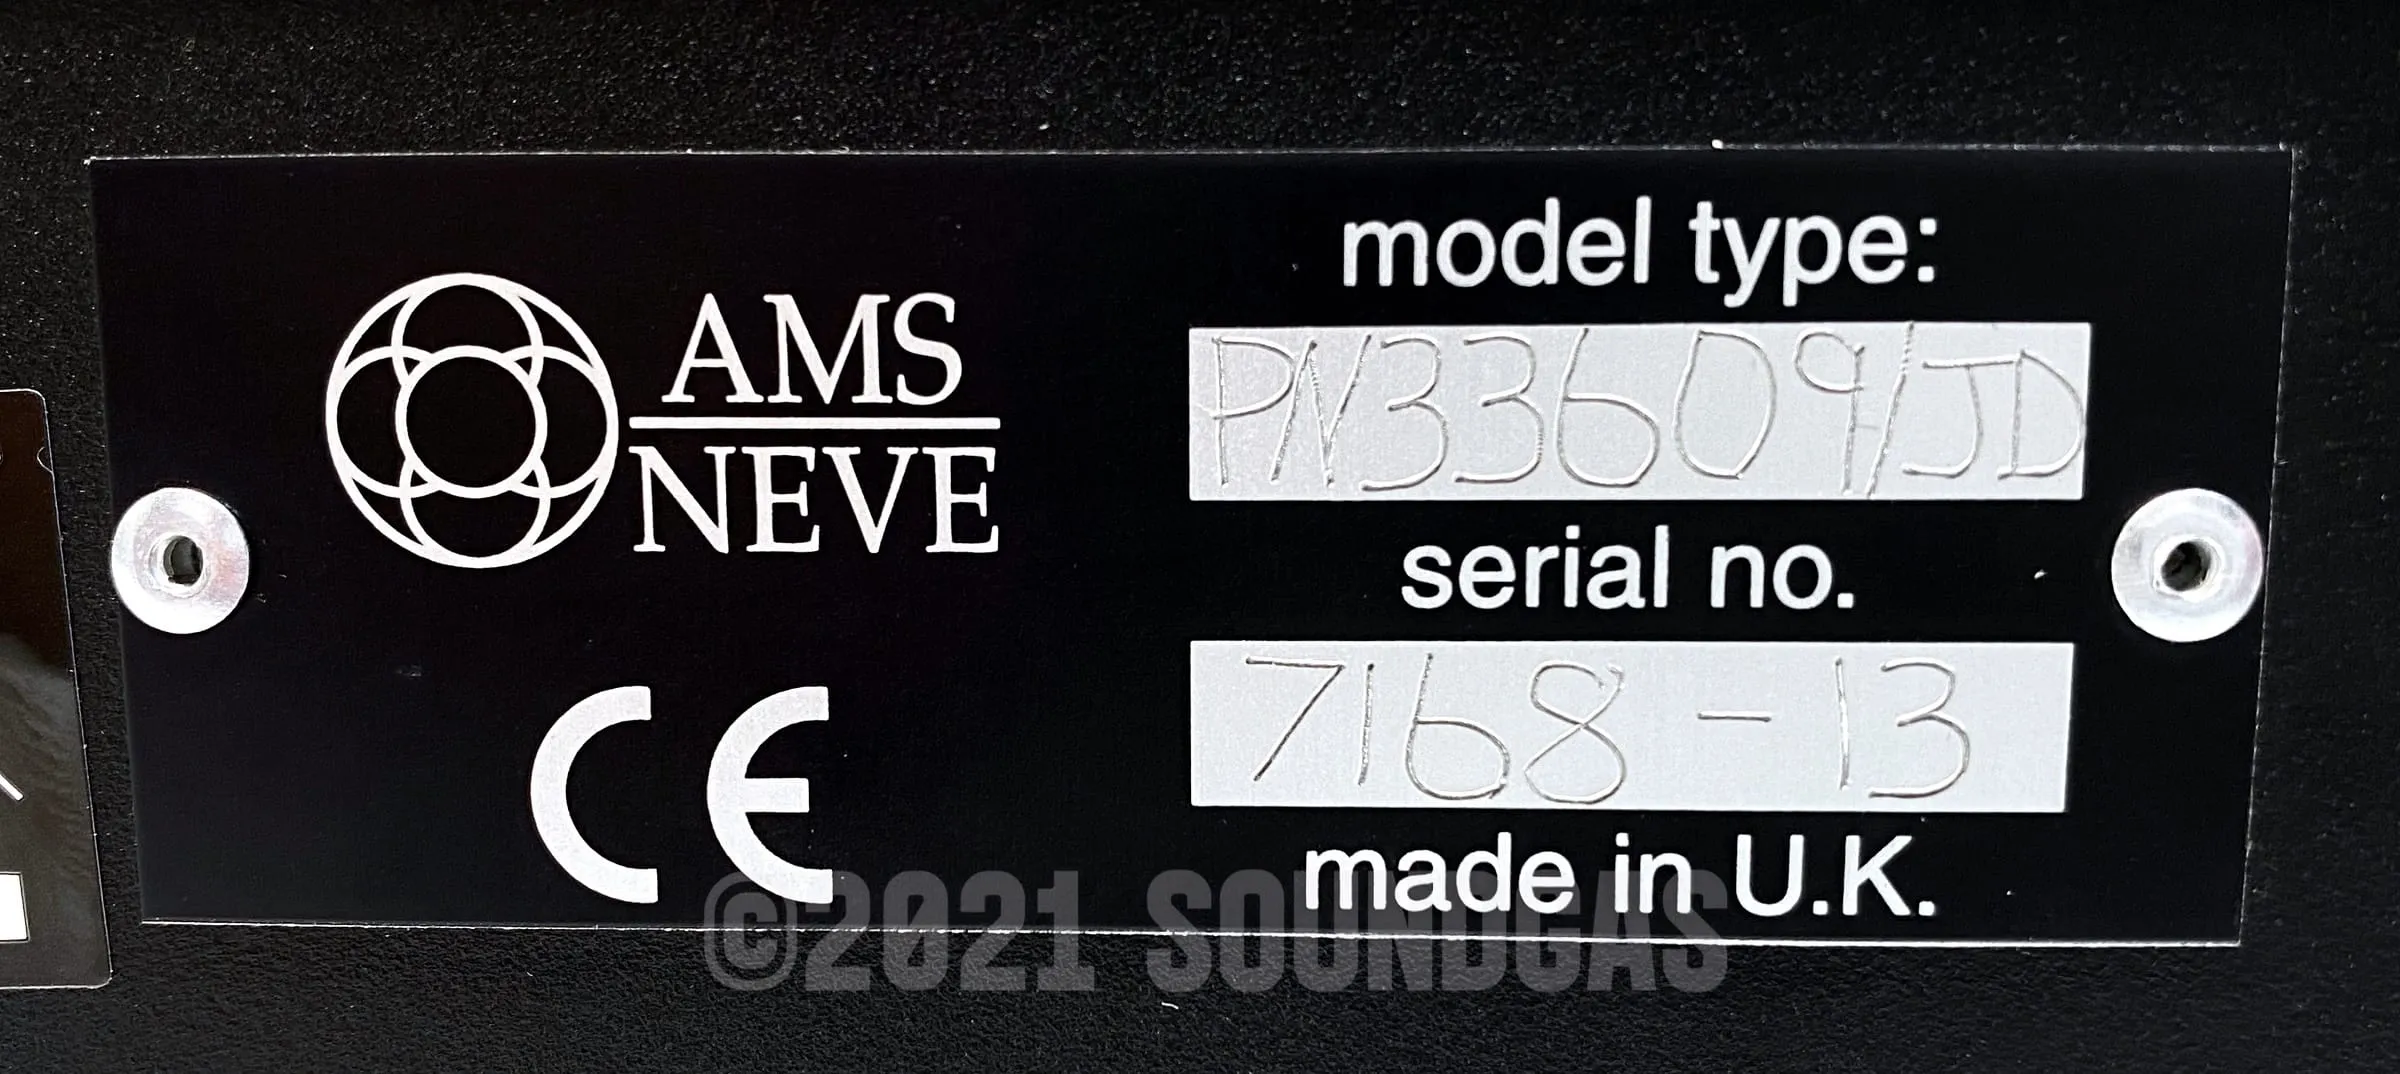 AMS
NEVE
CE
model type:
PN33609/JD
serial no.
7168-13
made in U.K.
©2021 SOUNDGAS